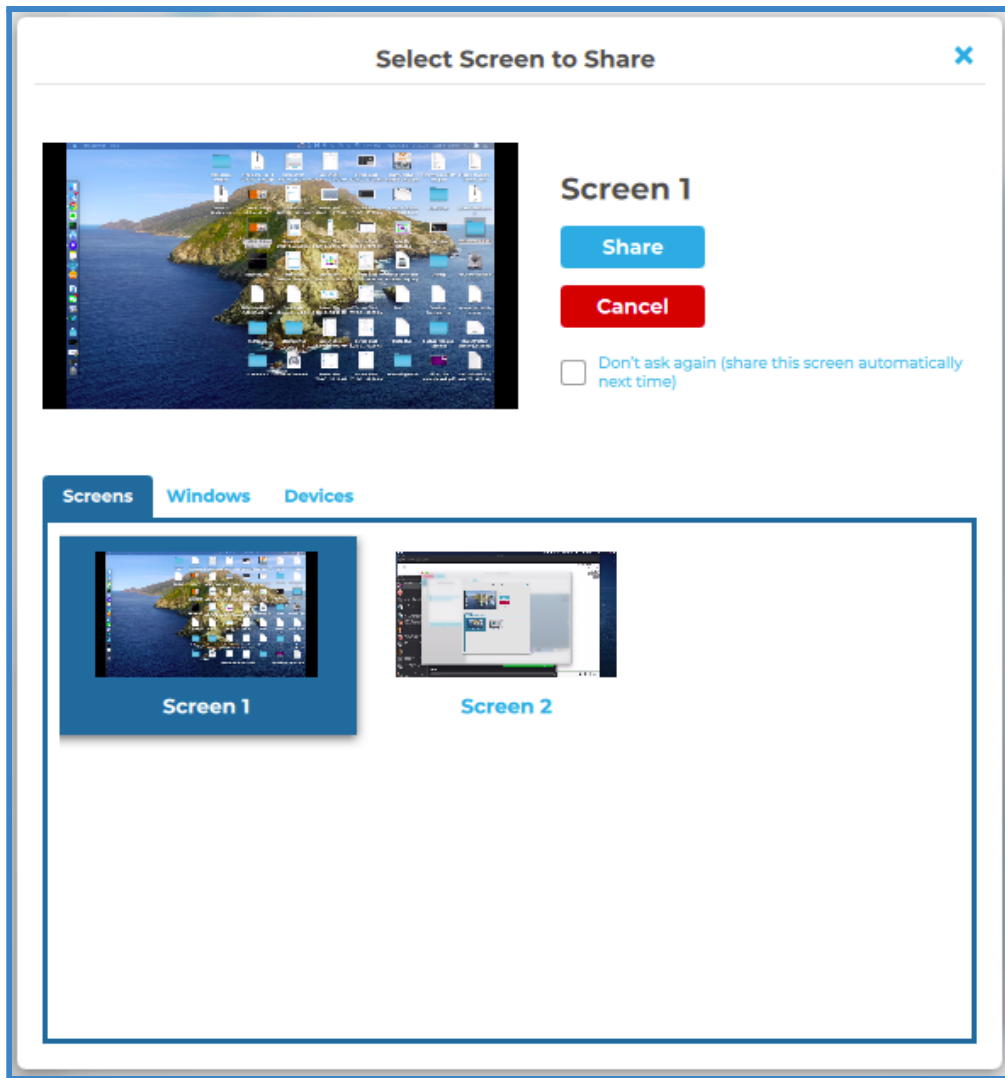 Select Screen to Share
Screen 1
Share
Cancel
Don't ask again (share this screen automatically
next time)
Screens Windows Devices
Screen 1 Screen 2